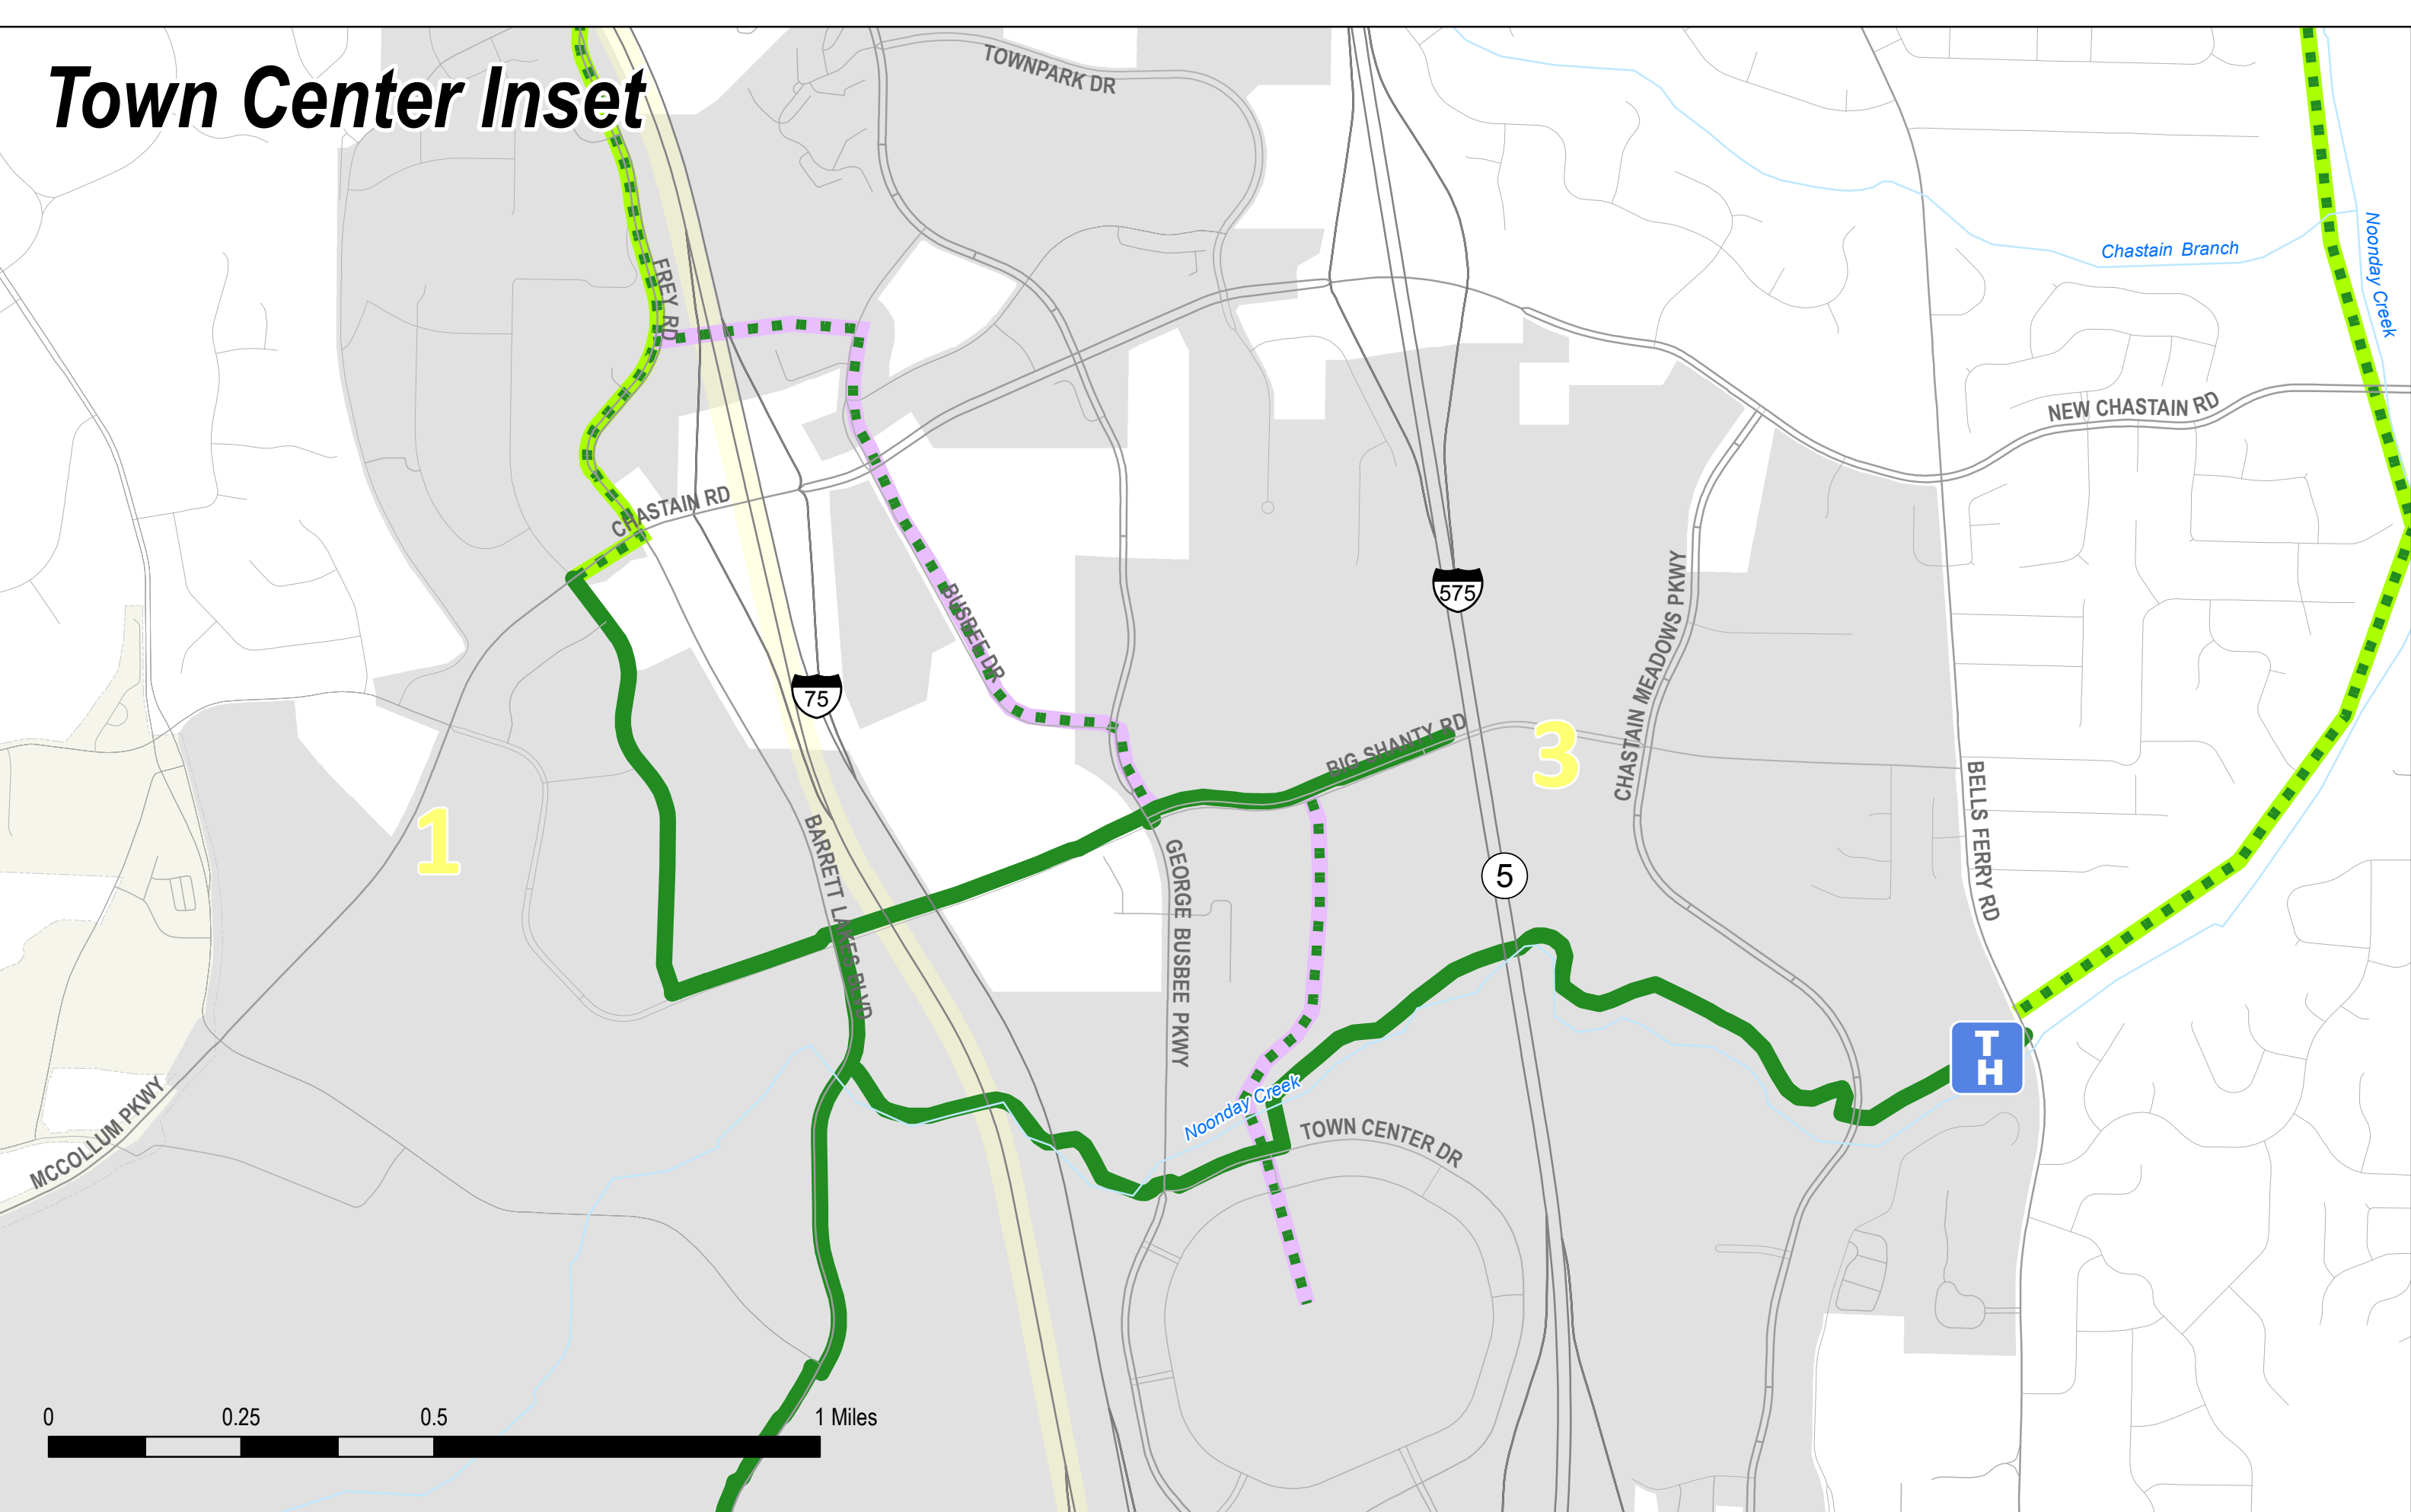 Town Center Inset
TOWNPARK DR
Chastain Branch
Noonday Creek
FREY RD
NEW CHASTAIN RD
CHASTAIN RD
575
BUSBEE DR
CHASTAIN MEADOWS PKWY
75
BIG SHANTY RD
3
1
BELLS FERRY RD
BARRETT LAKES BLVD
GEORGE BUSBEE PKWY
5
T
H
Noonday Creek
TOWN CENTER DR
MCCOLLUM PKWY
0 0.25 0.5 1 Miles